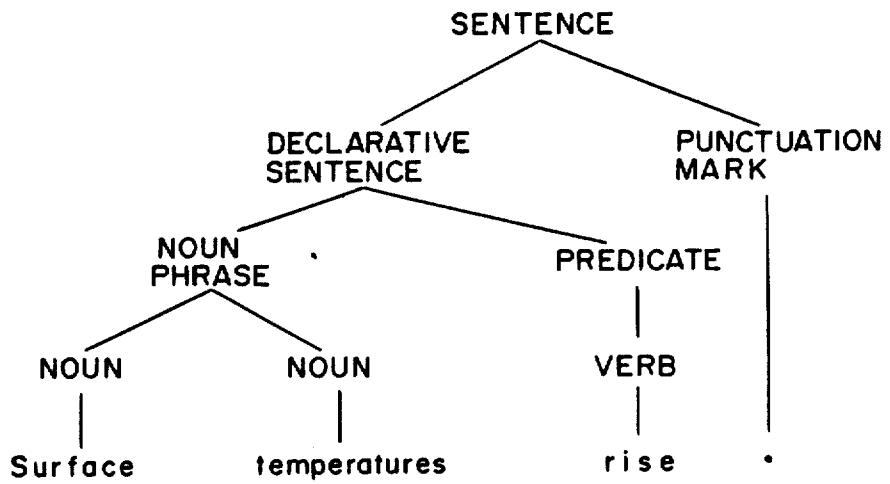 SENTENCE
DECLARATIVE
SENTENCE
PUNCTUATION
MARK
NOUN
PHRASE
PREDICATE
NOUN
NOUN
VERB
Surface temperatures rise .